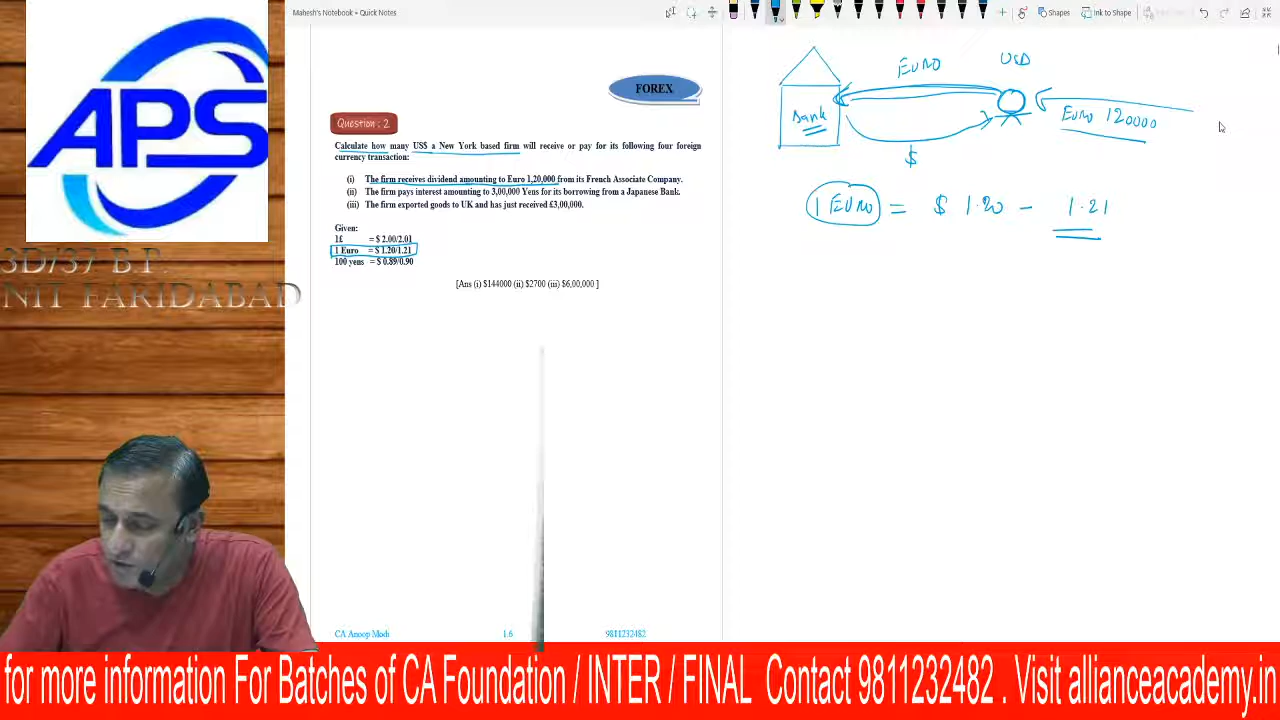 Mahesh's Notebook » Quick Notes
Shapes
Ink to Shape
APS
3D/37 B.P.
NIT FARIDABAD
FOREX
Question : 2
Calculate how many US$ a New York based firm will receive or pay for its following four foreign
currency transaction:
(i) The firm receives dividend amounting to Euro 1,20,000 from its French Associate Company.
(ii) The firm pays interest amounting to 3,00,000 Yens for its borrowing from a Japanese Bank.
(iii) The firm exported goods to UK and has just received £3,00,000.
Given:
1£ = $ 2.00/2.01
1 Euro = $ 1.20/1.21
100 yens = $ 0.89/0.90
[Ans (i) $144000 (ii) $2700 (iii) $6,00,000 ]
CA Anoop Modi 1.6 9811232482
EURO
USD
Bank
EURO 120000
$
1 EURO = $ 1.20 - 1.21
for more information For Batches of CA Foundation / INTER / FINAL Contact 9811232482 . Visit allianceacademy.in